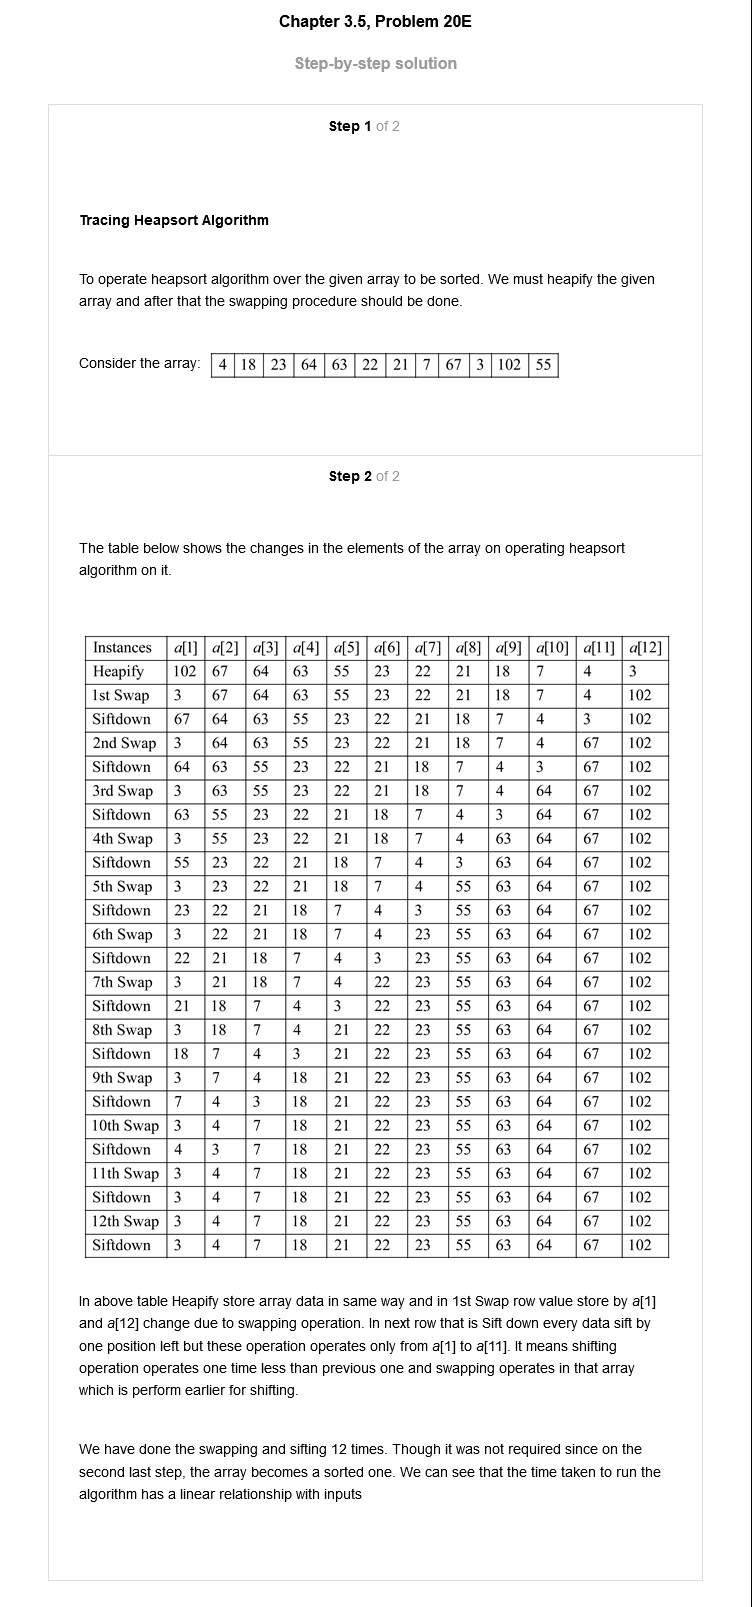 Chapter 3.5, Problem 20E
Step-by-step solution
Step 1 of 2
Tracing Heapsort Algorithm
To operate heapsort algorithm over the given array to be sorted. We must heapify the given
array and after that the swapping procedure should be done.
Consider the array: 4 18 23 64 63 22 21 7 67 3 102 55
Step 2 of 2
The table below shows the changes in the elements of the array on operating heapsort
algorithm on it.
Instances a[1] a[2] a[3] a[4] a[5] a[6] a[7] a[8] a[9] a[10] a[11] a[12]
Heapify 102 67 64 63 55 23 22 21 18 7 4 3
1st Swap 3 67 64 63 55 23 22 21 18 7 4 102
Siftdown 67 64 63 55 23 22 21 18 7 4 3 102
2nd Swap 3 64 63 55 23 22 21 18 7 4 67 102
Siftdown 64 63 55 23 22 21 18 7 4 3 67 102
3rd Swap 3 63 55 23 22 21 18 7 4 64 67 102
Siftdown 63 55 23 22 21 18 7 4 3 64 67 102
4th Swap 3 55 23 22 21 18 7 4 63 64 67 102
Siftdown 55 23 22 21 18 7 4 3 63 64 67 102
5th Swap 3 23 22 21 18 7 4 55 63 64 67 102
Siftdown 23 22 21 18 7 4 3 55 63 64 67 102
6th Swap 3 22 21 18 7 4 23 55 63 64 67 102
Siftdown 22 21 18 7 4 3 23 55 63 64 67 102
7th Swap 3 21 18 7 4 22 23 55 63 64 67 102
Siftdown 21 18 7 4 3 22 23 55 63 64 67 102
8th Swap 3 18 7 4 21 22 23 55 63 64 67 102
Siftdown 18 7 4 3 21 22 23 55 63 64 67 102
9th Swap 3 7 4 18 21 22 23 55 63 64 67 102
Siftdown 7 4 3 18 21 22 23 55 63 64 67 102
10th Swap 3 4 7 18 21 22 23 55 63 64 67 102
Siftdown 4 3 7 18 21 22 23 55 63 64 67 102
11th Swap 3 4 7 18 21 22 23 55 63 64 67 102
Siftdown 3 4 7 18 21 22 23 55 63 64 67 102
12th Swap 3 4 7 18 21 22 23 55 63 64 67 102
Siftdown 3 4 7 18 21 22 23 55 63 64 67 102
In above table Heapify store array data in same way and in 1st Swap row value store by a[1]
and a[12] change due to swapping operation. In next row that is Sift down every data sift by
one position left but these operation operates only from a[1] to a[11]. It means shifting
operation operates one time less than previous one and swapping operates in that array
which is perform earlier for shifting.
We have done the swapping and sifting 12 times. Though it was not required since on the
second last step, the array becomes a sorted one. We can see that the time taken to run the
algorithm has a linear relationship with inputs